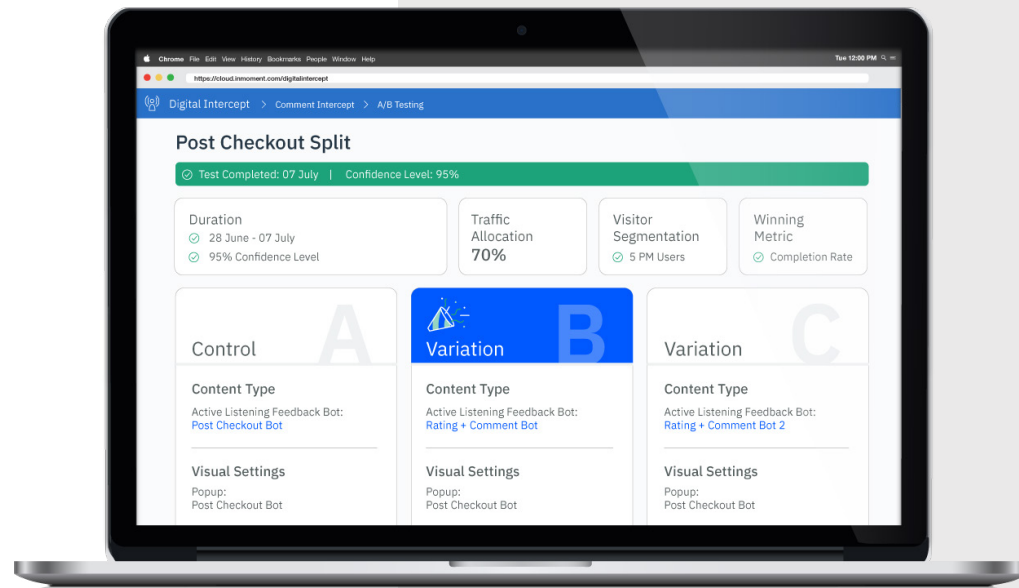 Chrome File Edit View History Bookmarks People Window Help
Tue 12:00 PM
https://cloud.inmoment.com/digitalintercept
Digital Intercept > Comment Intercept > A/B Testing
Post Checkout Split
Test Completed: 07 July | Confidence Level: 95%
Duration
28 June - 07 July
95% Confidence Level
Traffic
Allocation
70%
Visitor
Segmentation
5 PM Users
Winning
Metric
Completion Rate
A
Control
Content Type
Active Listening Feedback Bot:
Post Checkout Bot
Visual Settings
Popup:
Post Checkout Bot
B
Variation
Content Type
Active Listening Feedback Bot:
Rating + Comment Bot
Visual Settings
Popup:
Post Checkout Bot
C
Variation
Content Type
Active Listening Feedback Bot:
Rating + Comment Bot 2
Visual Settings
Popup:
Post Checkout Bot